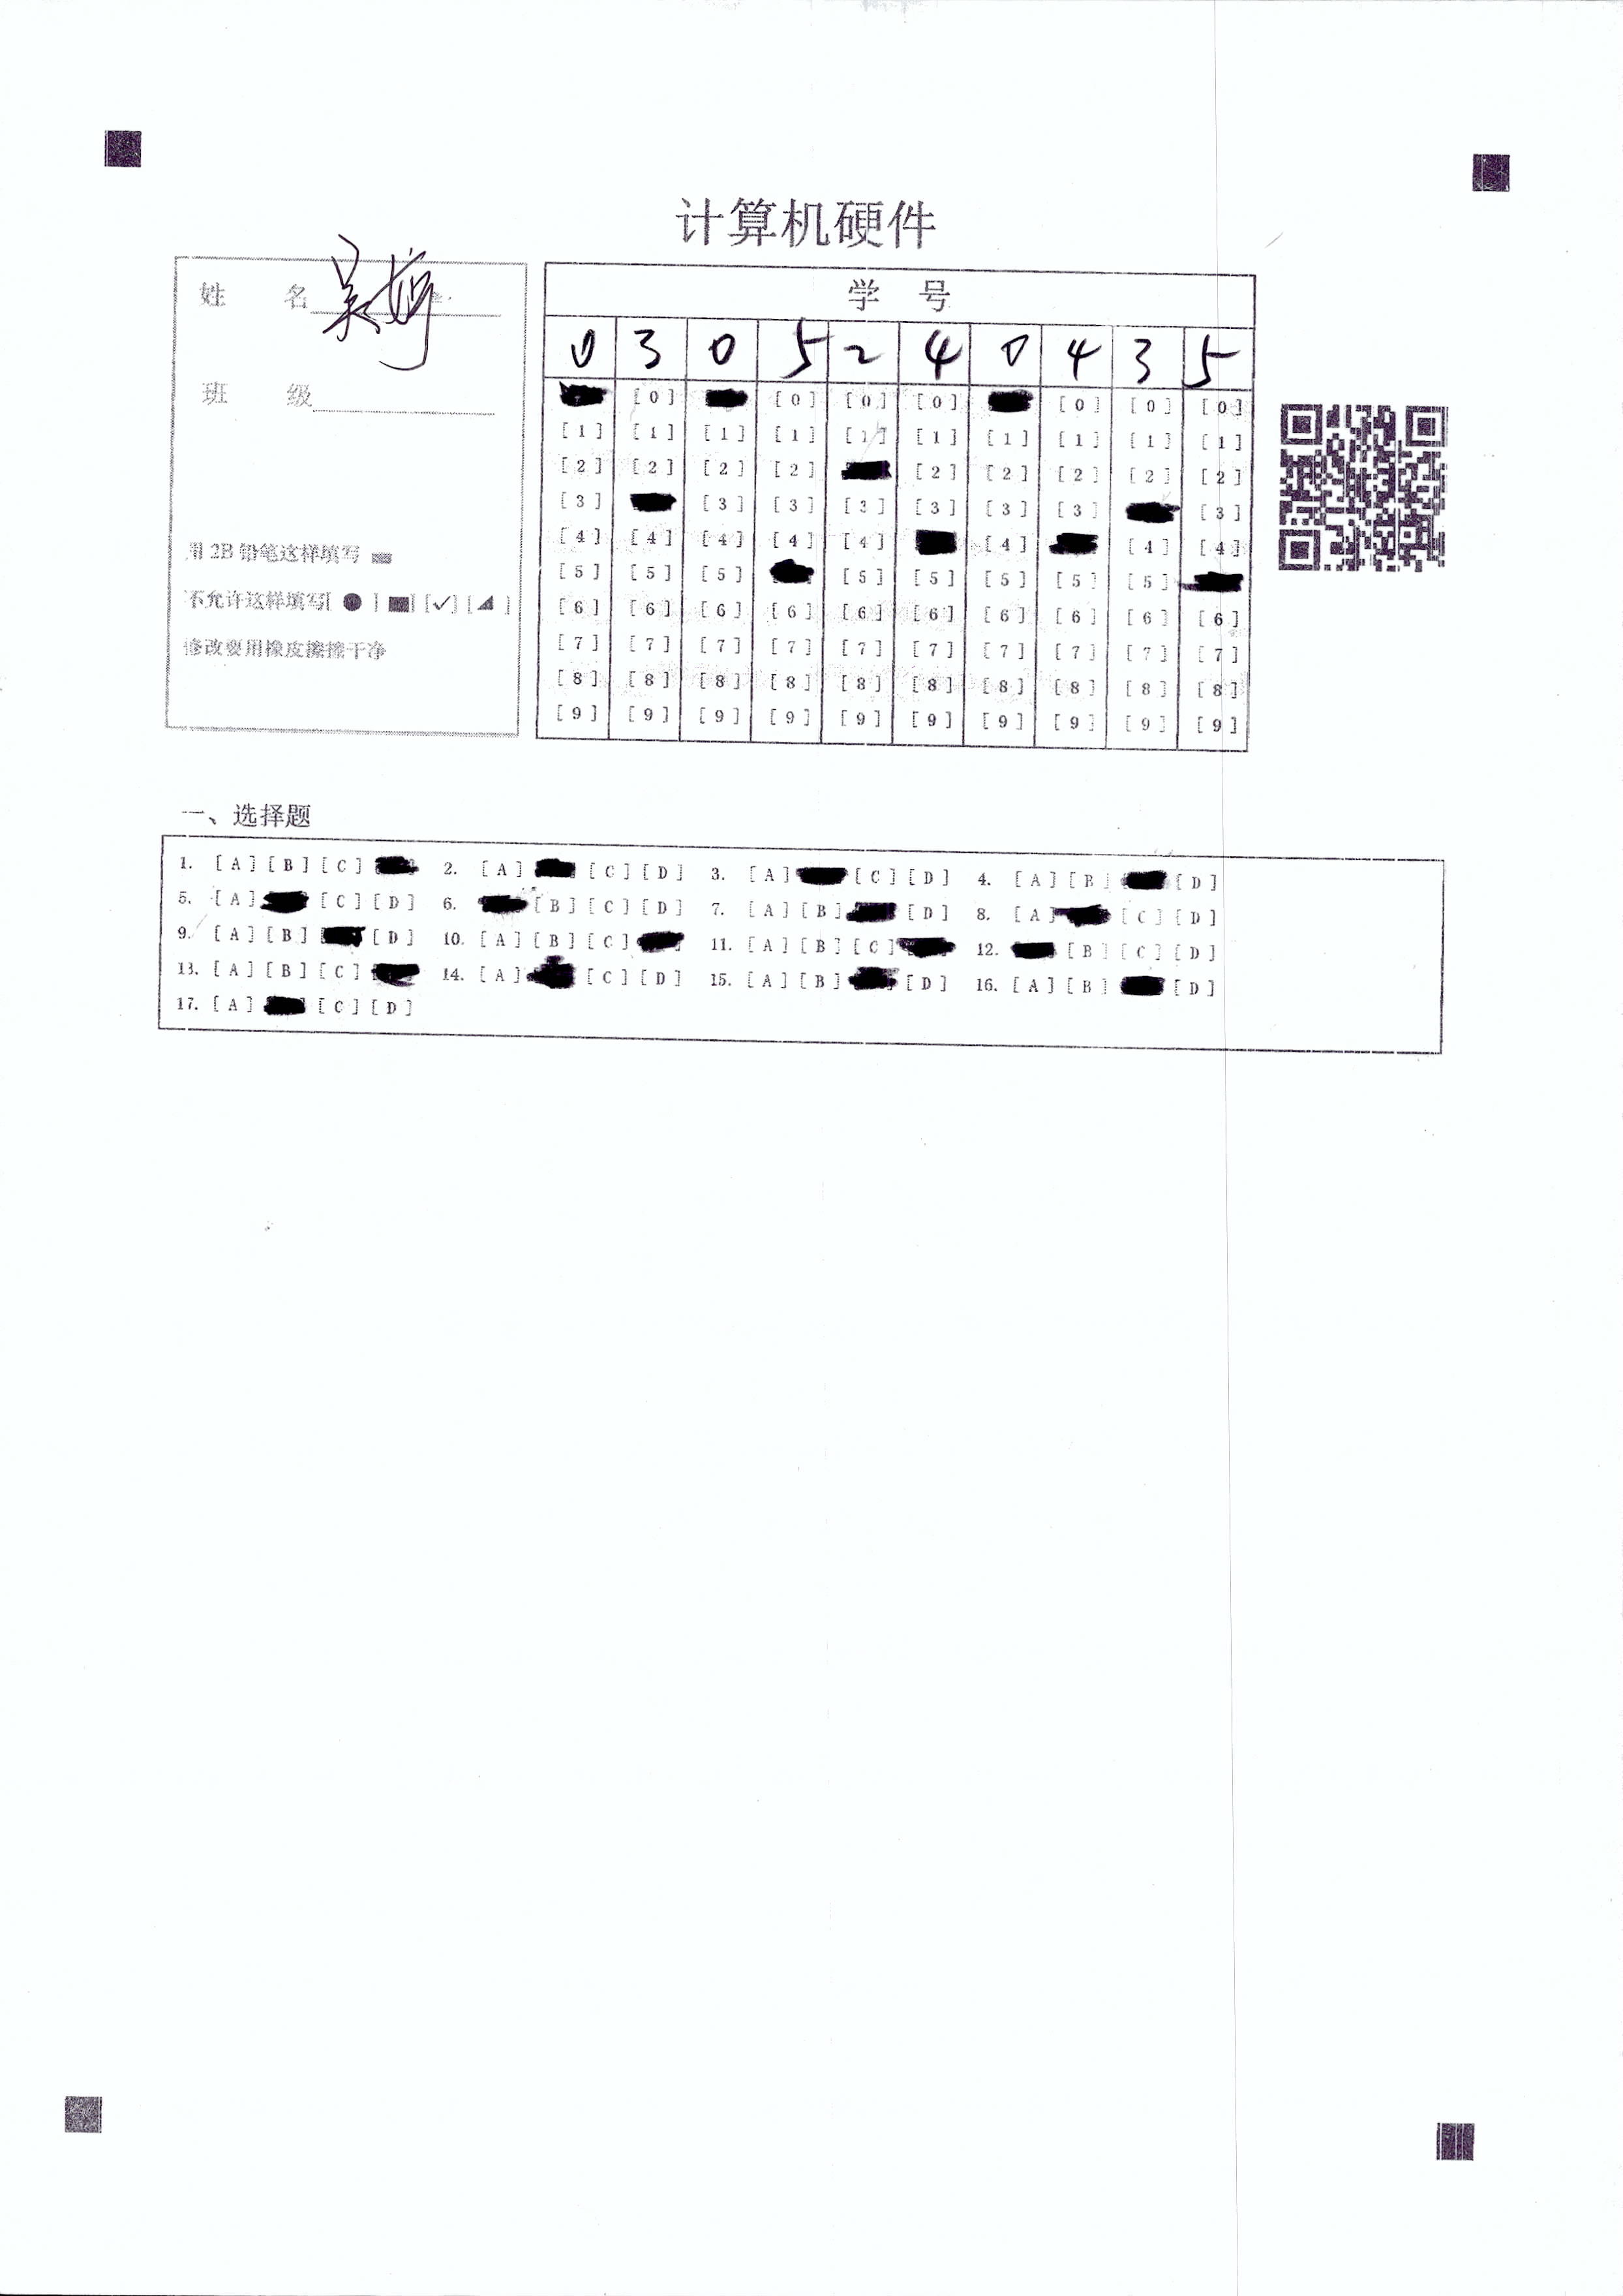 计算机硬件
姓 名 吴
班 级
用 2B 铅笔这样填写
不允许这样填写[ ● ] [ ✓ ] [ ]
修改要用橡皮擦擦干净
学 号
0 3 0 5 2 4 0 4 3 5
[0] [0] [0] [0] [0] [0] [0]
[1] [1] [1] [1] [1] [1] [1] [1] [1] [1]
[2] [2] [2] [2] [2] [2] [2] [2] [2]
[3] [3] [3] [3] [3] [3] [3] [3]
[4] [4] [4] [4] [4] [4] [4] [4]
[5] [5] [5] [5] [5] [5] [5] [5]
[6] [6] [6] [6] [6] [6] [6] [6] [6] [6]
[7] [7] [7] [7] [7] [7] [7] [7] [7] [7]
[8] [8] [8] [8] [8] [8] [8] [8] [8] [8]
[9] [9] [9] [9] [9] [9] [9] [9] [9] [9]
一、选择题
1. [A] [B] [C] 2. [A] [C] [D] 3. [A] [C] [D] 4. [A] [B] [D]
5. [A] [C] [D] 6. [B] [C] [D] 7. [A] [B] [D] 8. [A] [C] [D]
9. [A] [B] [D] 10. [A] [B] [C] 11. [A] [B] [C] 12. [B] [C] [D]
13. [A] [B] [C] 14. [A] [C] [D] 15. [A] [B] [D] 16. [A] [B] [D]
17. [A] [C] [D]